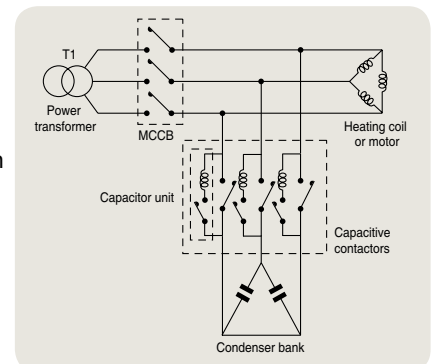 T1
Power
transformer
MCCB
Heating coil
or motor
Capacitor unit
Capacitive
contactors
Condenser bank